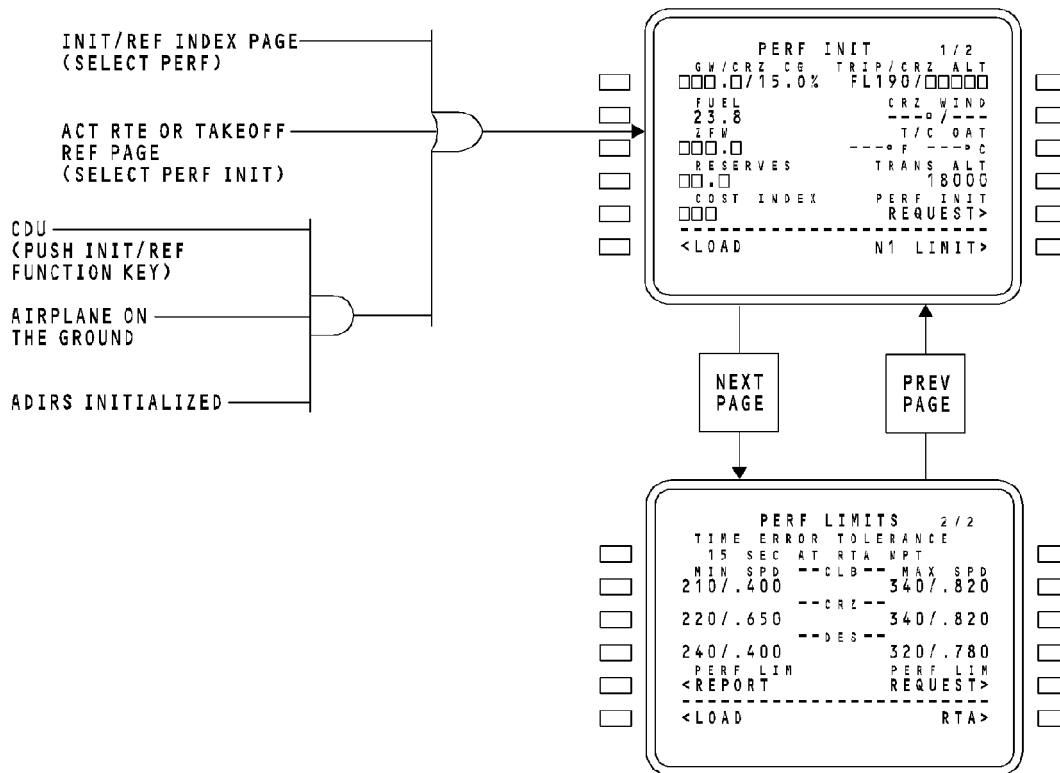 INIT/REF INDEX PAGE
(SELECT PERF)
ACT RTE OR TAKEOFF
REF PAGE
(SELECT PERF INIT)
CDU
(PUSH INIT/REF
FUNCTION KEY)
AIRPLANE ON
THE GROUND
ADIRS INITIALIZED
PERF INIT 1/2
GW/CRZ CG TRIP/CRZ ALT
□□□.□/15.0% FL190/□□□□□
FUEL CRZ WIND
23.8 ---°/---
ZFW T/C OAT
□□□.□ ---°F ---°C
RESERVES TRANS ALT
□□.□ 18000
COST INDEX PERF INIT
□□□ REQUEST>
------------------------
<LOAD N1 LIMIT>
NEXT
PAGE
PREV
PAGE
PERF LIMITS 2/2
TIME ERROR TOLERANCE
15 SEC AT RTA WPT
MIN SPD --CLB-- MAX SPD
210/.400 340/.820
--CRZ--
220/.650 340/.820
--DES--
240/.400 320/.780
PERF LIM PERF LIM
<REPORT REQUEST>
------------------------
<LOAD RTA>